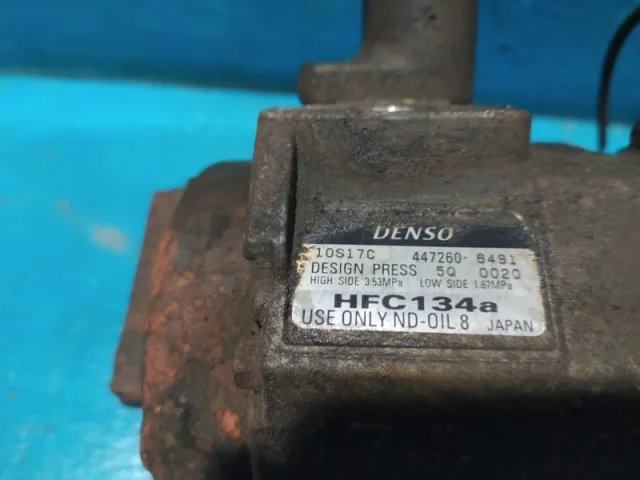 DENSO
10S17C 447260-6491
DESIGN PRESS 5Q 0020
HIGH SIDE 3.53MPa LOW SIDE 1.67MPa
HFC134a
USE ONLY ND-OIL 8 JAPAN